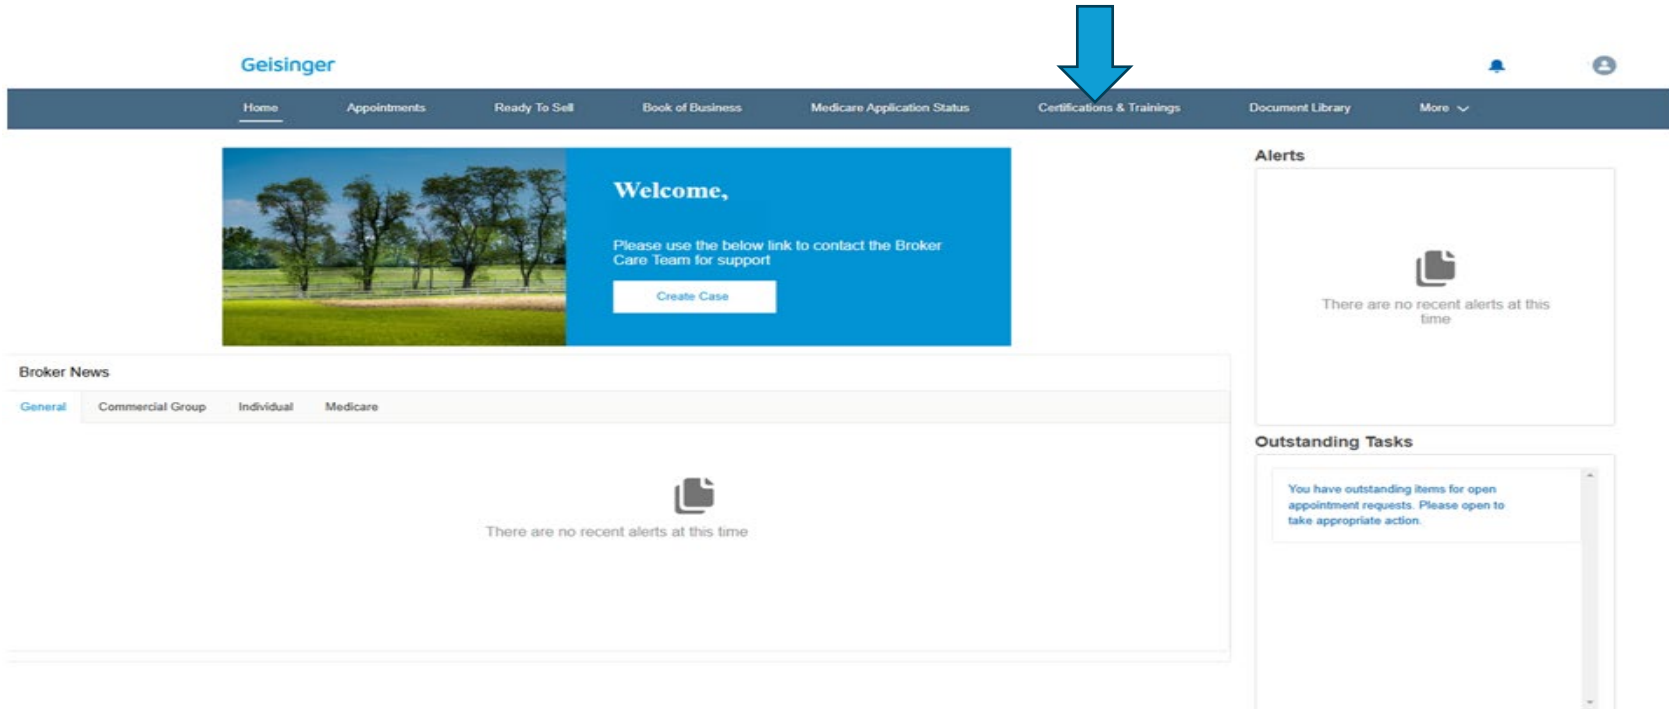 Geisinger
Home Appointments Ready To Sell Book of Business Medicare Application Status Certifications & Trainings Document Library More
Welcome,
Please use the below link to contact the Broker
Care Team for support
Create Case
Alerts
There are no recent alerts at this
time
Broker News
General Commercial Group Individual Medicare
There are no recent alerts at this time
Outstanding Tasks
You have outstanding items for open
appointment requests. Please open to
take appropriate action.